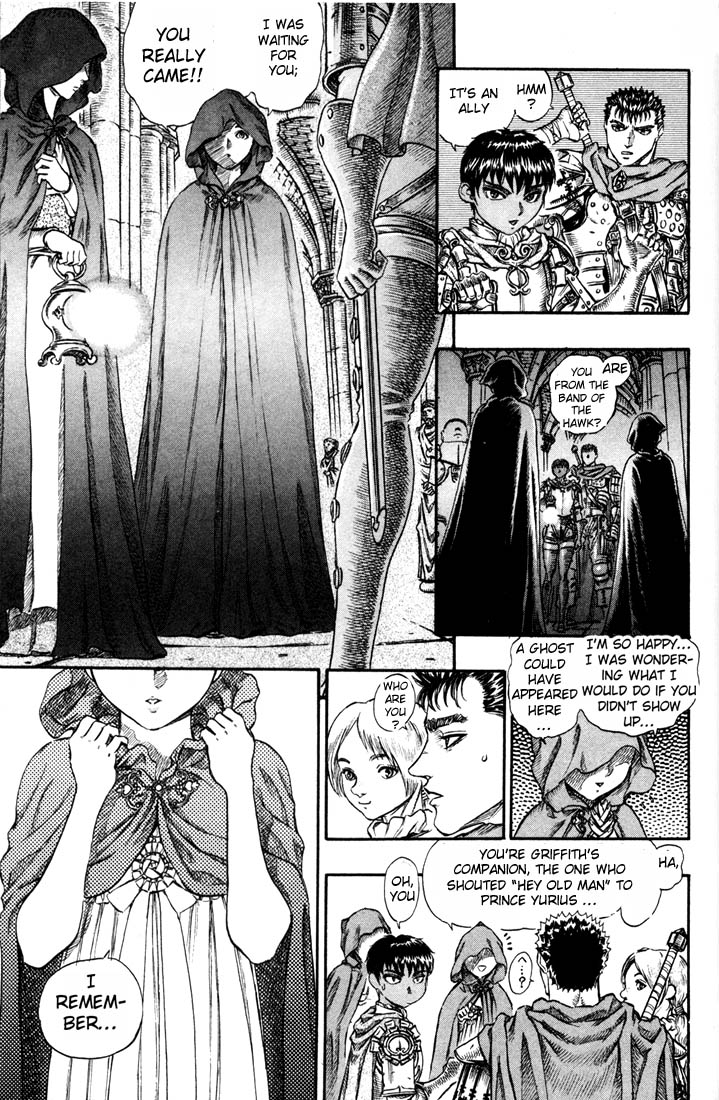 HMM
?
IT'S AN
ALLY
I WAS
WAITING
FOR
YOU;
YOU
REALLY
CAME!!
ARE
YOU
FROM THE
BAND OF
THE
HAWK?
I'M SO HAPPY...
I WAS WONDER-
ING WHAT I
WOULD DO IF YOU
DIDN'T SHOW
UP...
A GHOST
COULD
HAVE
APPEARED
HERE
...
WHO
ARE
YOU
?
HA,
YOU'RE GRIFFITH'S
COMPANION, THE ONE WHO
SHOUTED "HEY OLD MAN" TO
PRINCE YURIUS ...
...?
OH,
YOU
I
REMEM-
BER...